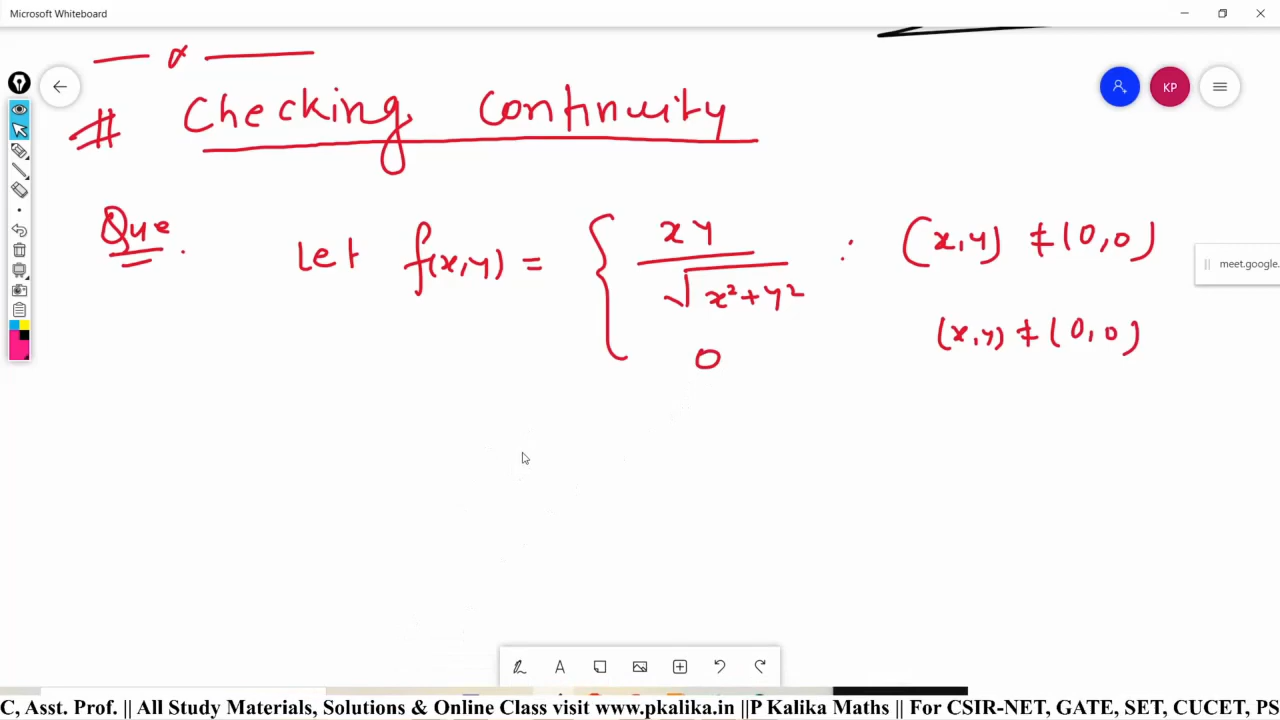 Microsoft Whiteboard
# Checking Continuity
KP
Que.
Let f(x,y) = { xy / √x²+y² : (x,y) ≠ (0,0)
0 (x,y) ≠ (0,0)
meet.google.
C, Asst. Prof. || All Study Materials, Solutions & Online Class visit www.pkalika.in ||P Kalika Maths || For CSIR-NET, GATE, SET, CUCET, PS